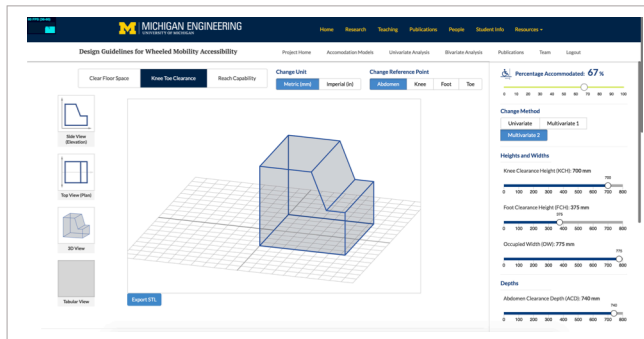 MICHIGAN ENGINEERING
UNIVERSITY OF MICHIGAN
Home Research Teaching Publications People Student Info Resources
Design Guidelines for Wheeled Mobility Accessibility
Project Home Accomodation Models Univariate Analysis Bivariate Analysis Publications Team Logout
Clear Floor Space Knee Toe Clearance Reach Capability
Change Unit
Metric (mm) Imperial (in)
Change Reference Point
Abdomen Knee Foot Toe
Side View
(Elevation)
Top View (Plan)
3D View
Tabular View
Export STL
Percentage Accommodated: 67 %
0 10 20 30 40 50 60 70 80 90 100
Change Method
Univariate Multivariate 1
Multivariate 2
Heights and Widths
Knee Clearance Height (KCH): 700 mm
700
0 100 200 300 400 500 600 700 800
Foot Clearance Height (FCH): 375 mm
375
0 100 200 300 400 500 600 700 800
Occupied Width (OW): 775 mm
775
0 100 200 300 400 500 600 700 800
Depths
Abdomen Clearance Depth (ACD): 740 mm
740
0 100 200 300 400 500 600 700 800